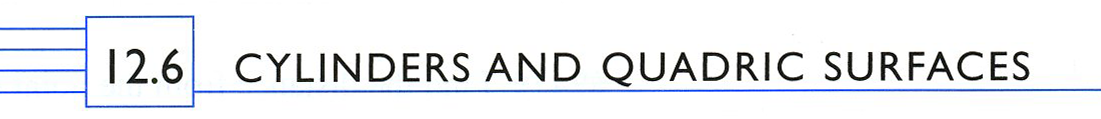 12.6 CYLINDERS AND QUADRIC SURFACES